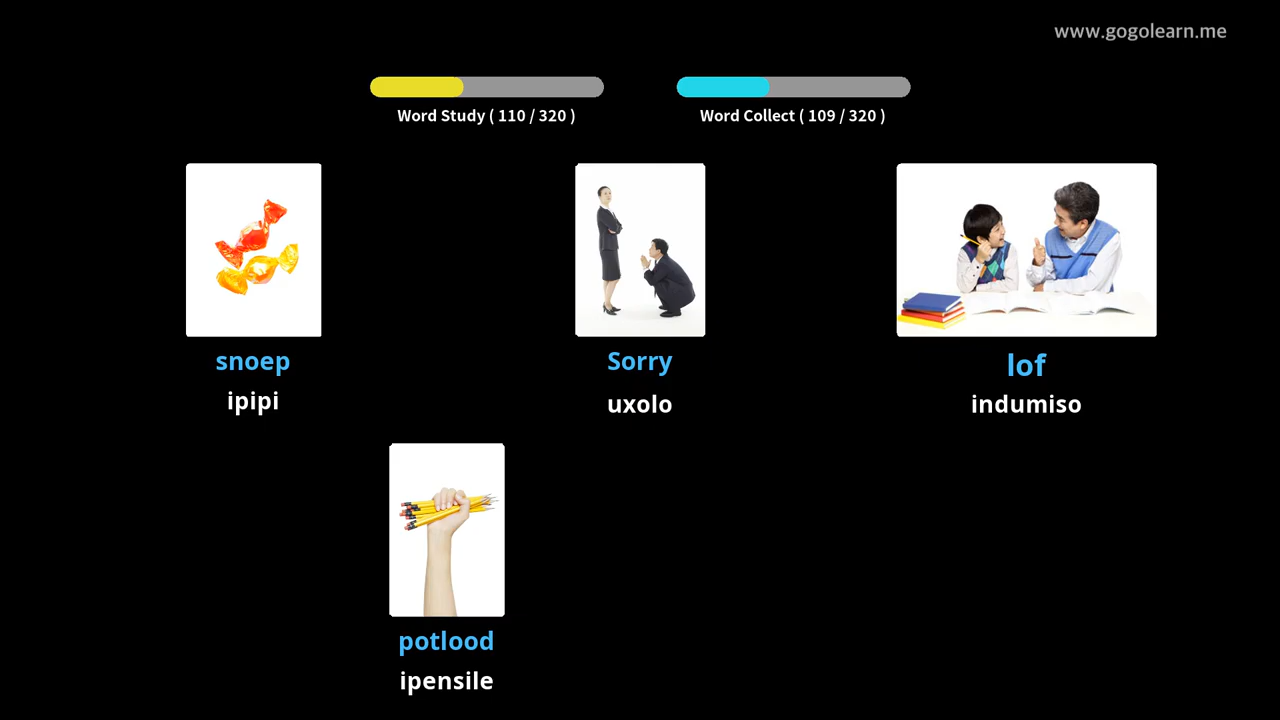 www.gogolearn.me
Word Study ( 110 / 320 )
Word Collect ( 109 / 320 )
snoep
ipipi
Sorry
uxolo
lof
indumiso
potlood
ipensile